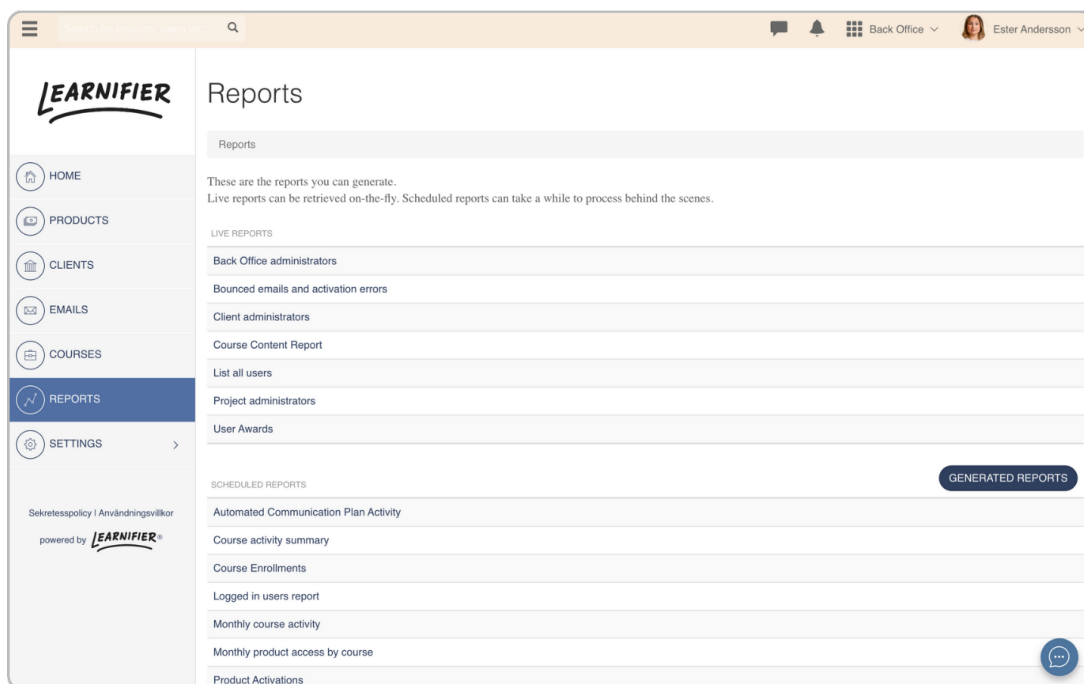 Back Office
Ester Andersson
LEARNIFIER
Reports
Reports
HOME
PRODUCTS
CLIENTS
EMAILS
COURSES
REPORTS
SETTINGS
Sekretesspolicy | Användningsvillkor
powered by LEARNIFIER®
These are the reports you can generate.
Live reports can be retrieved on-the-fly. Scheduled reports can take a while to process behind the scenes.
LIVE REPORTS
Back Office administrators
Bounced emails and activation errors
Client administrators
Course Content Report
List all users
Project administrators
User Awards
SCHEDULED REPORTS
GENERATED REPORTS
Automated Communication Plan Activity
Course activity summary
Course Enrollments
Logged in users report
Monthly course activity
Monthly product access by course
Product Activations